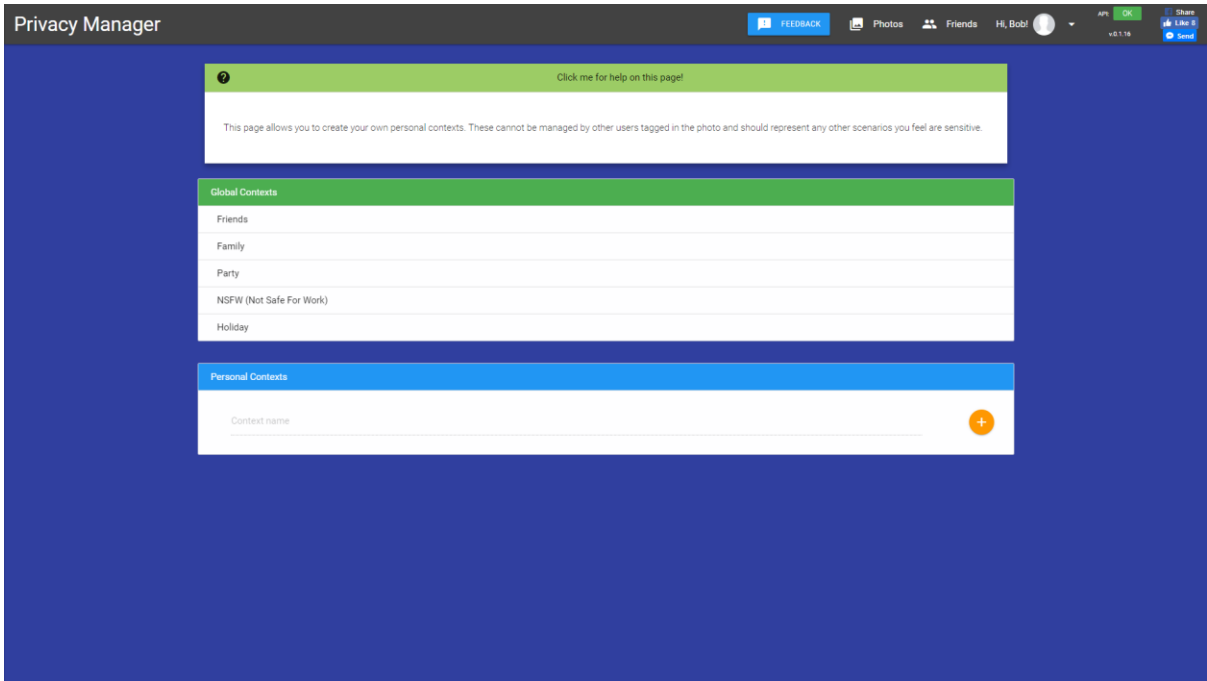 Privacy Manager
FEEDBACK
Photos
Friends
Hi, Bob!
API: OK
v.0.1.16
Share
Like 8
Send
Click me for help on this page!
This page allows you to create your own personal contexts. These cannot be managed by other users tagged in the photo and should represent any other scenarios you feel are sensitive.
Global Contexts
Friends
Family
Party
NSFW (Not Safe For Work)
Holiday
Personal Contexts
Context name